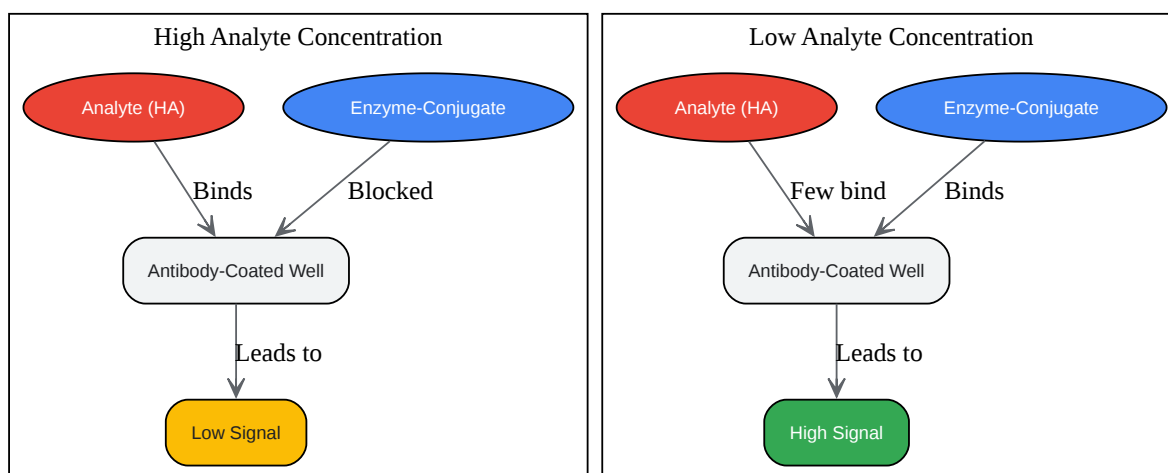 High Analyte Concentration
Analyte (HA)
Enzyme-Conjugate
Binds
Blocked
Antibody-Coated Well
Leads to
Low Signal
Low Analyte Concentration
Analyte (HA)
Enzyme-Conjugate
Few bind
Binds
Antibody-Coated Well
Leads to
High Signal